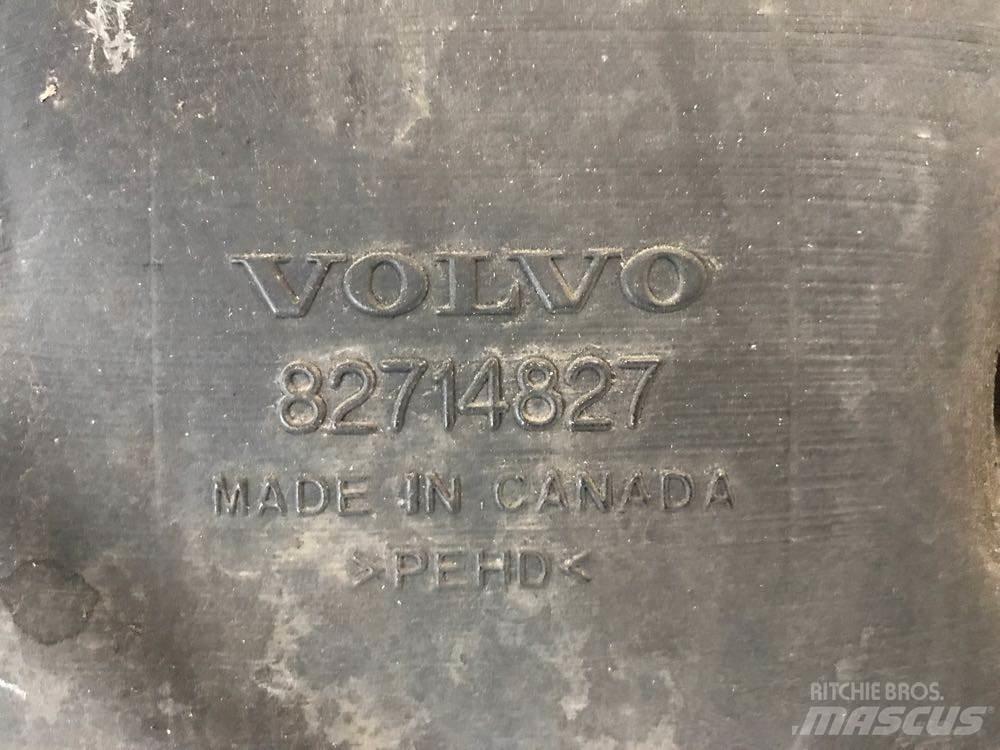 VOLVO
82714827
MADE IN CANADA
>PEHD<
RITCHIE BROS.
MASCUS